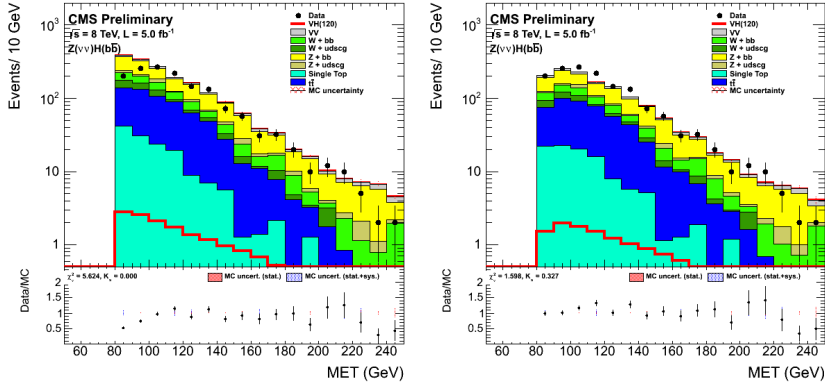 CMS Preliminary
√s = 8 TeV, L = 5.0 fb⁻¹
Z(νν)H(bb̅)
Data
VH(120)
VV
W + bb
W + udscg
Z + bb
Z + udscg
Single Top
tt̅
MC uncertainty
Events/ 10 GeV
10³
10²
10
1
χ²ᵥ = 5.624, Kₛ = 0.000
MC uncert. (stat.)
MC uncert. (stat.+sys.)
Data/MC
2
1.5
1
0.5
60 80 100 120 140 160 180 200 220 240
MET (GeV)
CMS Preliminary
√s = 8 TeV, L = 5.0 fb⁻¹
Z(νν)H(bb̅)
Data
VH(120)
VV
W + bb
W + udscg
Z + bb
Z + udscg
Single Top
tt̅
MC uncertainty
Events/ 10 GeV
10³
10²
10
1
χ²ᵥ = 1.598, Kₛ = 0.327
MC uncert. (stat.)
MC uncert. (stat.+sys.)
Data/MC
2
1.5
1
0.5
60 80 100 120 140 160 180 200 220 240
MET (GeV)